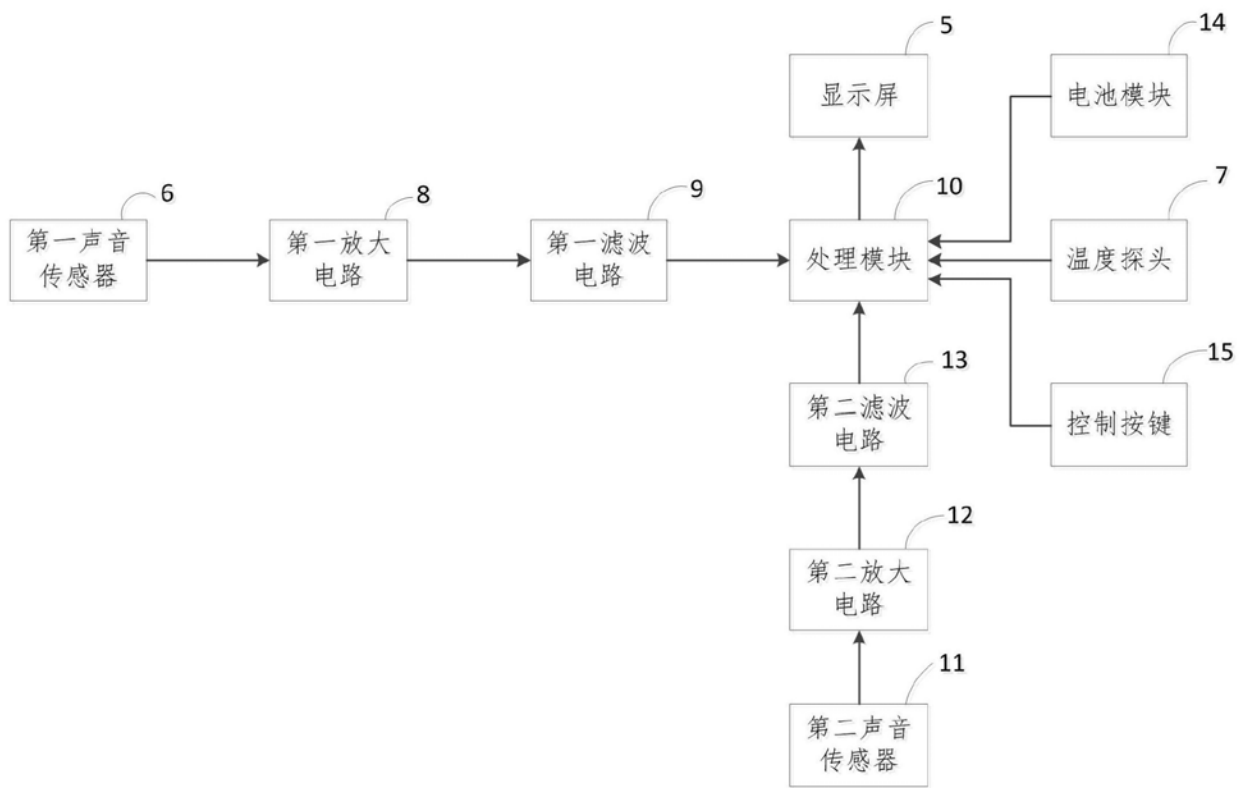 5
14
显示屏
电池模块
6
8
9
10
7
第一声音
传感器
第一放大
电路
第一滤波
电路
处理模块
温度探头
13
15
第二滤波
电路
控制按键
12
第二放大
电路
11
第二声音
传感器